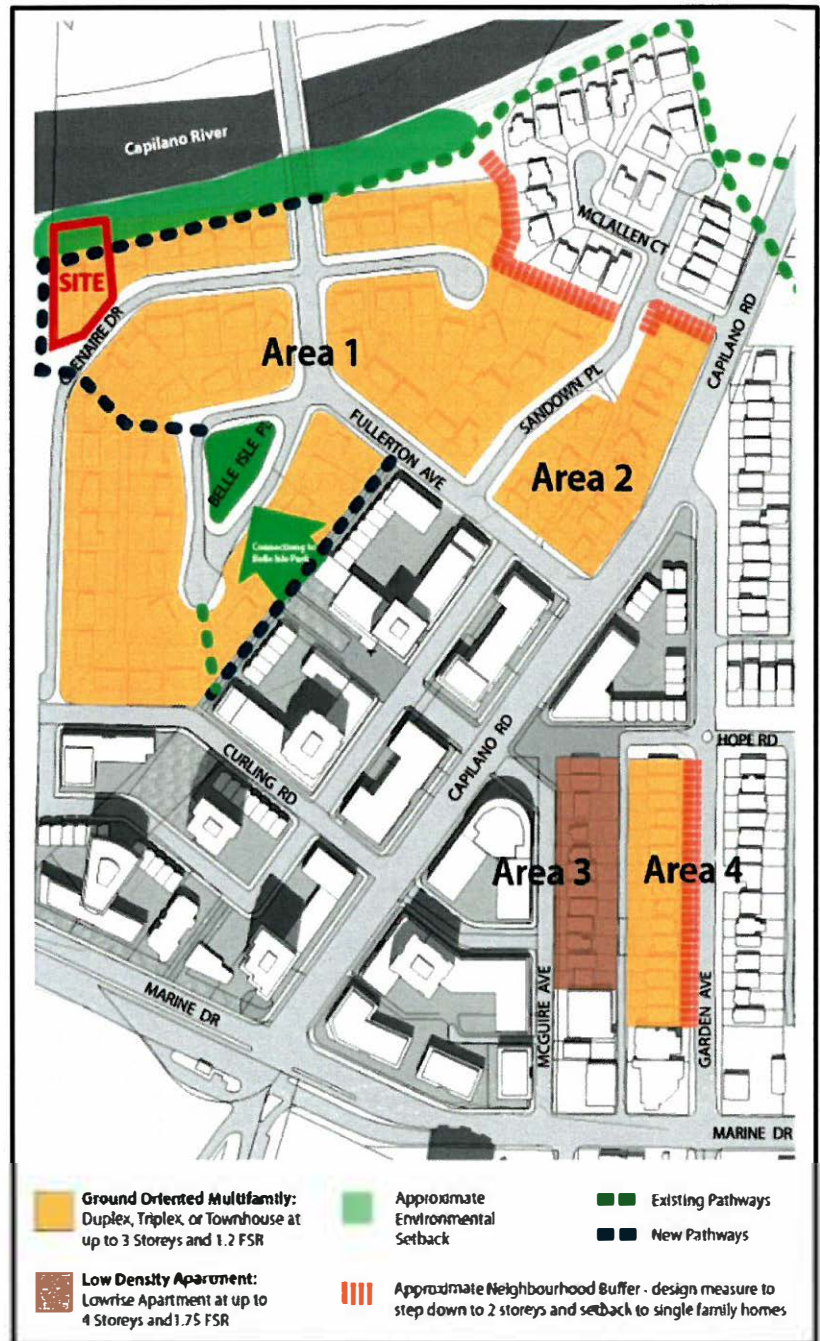 Capilano River
SITE
ENAIRE DR
MCLALLEN CT
CAPILANO RD
Area 1
SANDOWN PL
FULLERTON AVE
BELLE ISLE PL
Area 2
Connections to
Belle Isle Park
CURLING RD
CAPILANO RD
HOPE RD
Area 3
Area 4
MARINE DR
MCGUIRE AVE
GARDEN AVE
MARINE DR
Ground Oriented Multifamily:
Duplex, Triplex, or Townhouse at
up to 3 Storeys and 1.2 FSR
Low Density Apartment:
Lowrise Apartment at up to
4 Storeys and 1.75 FSR
Approximate
Environmental
Setback
Existing Pathways
New Pathways
Approximate Neighbourhood Buffer - design measure to
step down to 2 storeys and setback to single family homes